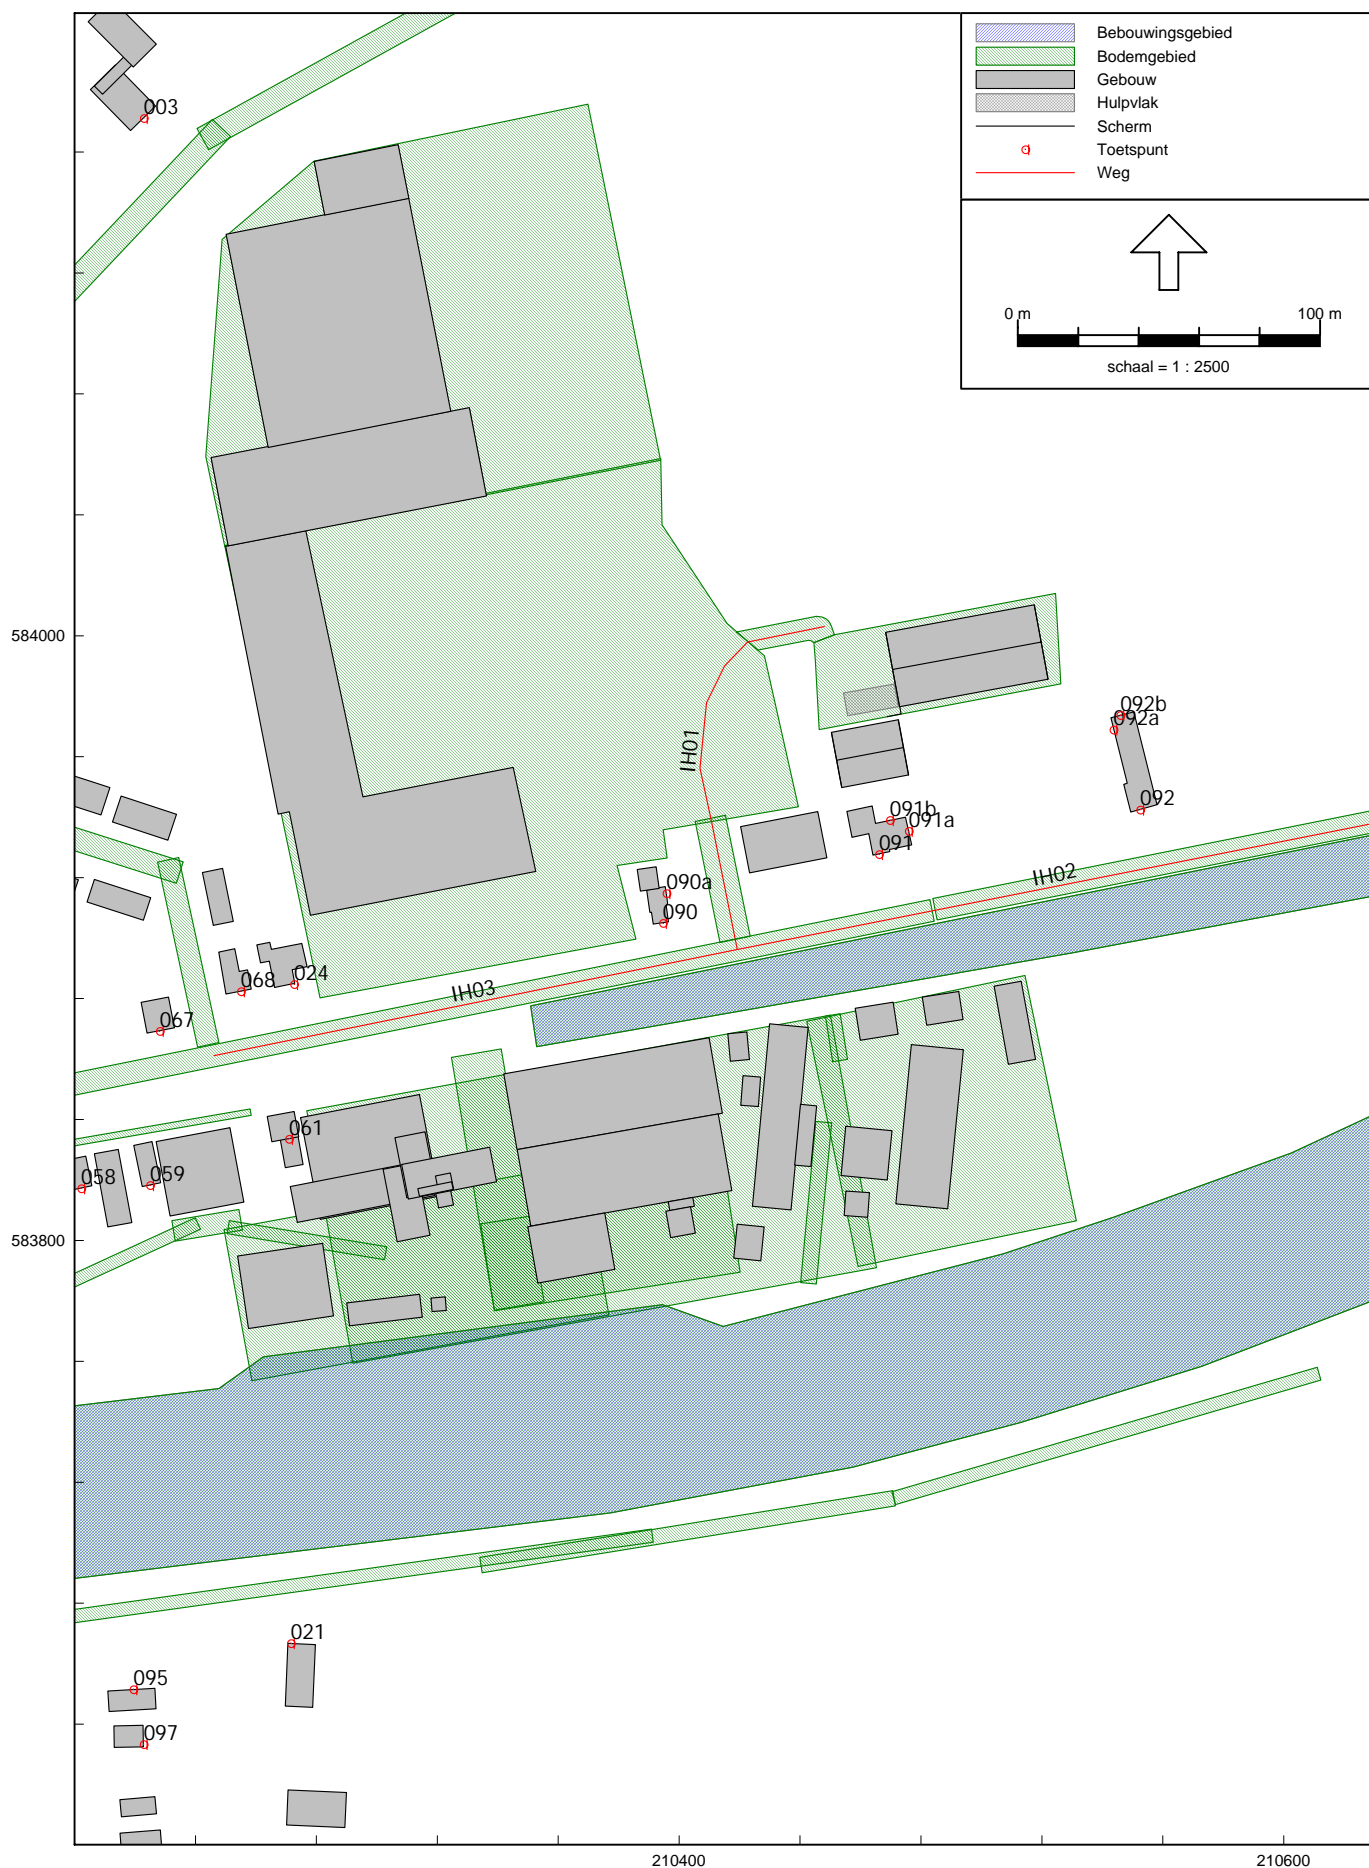 Bebouwingsgebied
Bodemgebied
Gebouw
Hulpvlak
Scherm
Toetspunt
Weg
0 m 100 m
schaal = 1 : 2500
003
584000
IH01
092b
092a
092
091b
091a
091
IH02
090a
090
024
068
IH03
067
061
058
059
583800
021
095
097
210400 210600